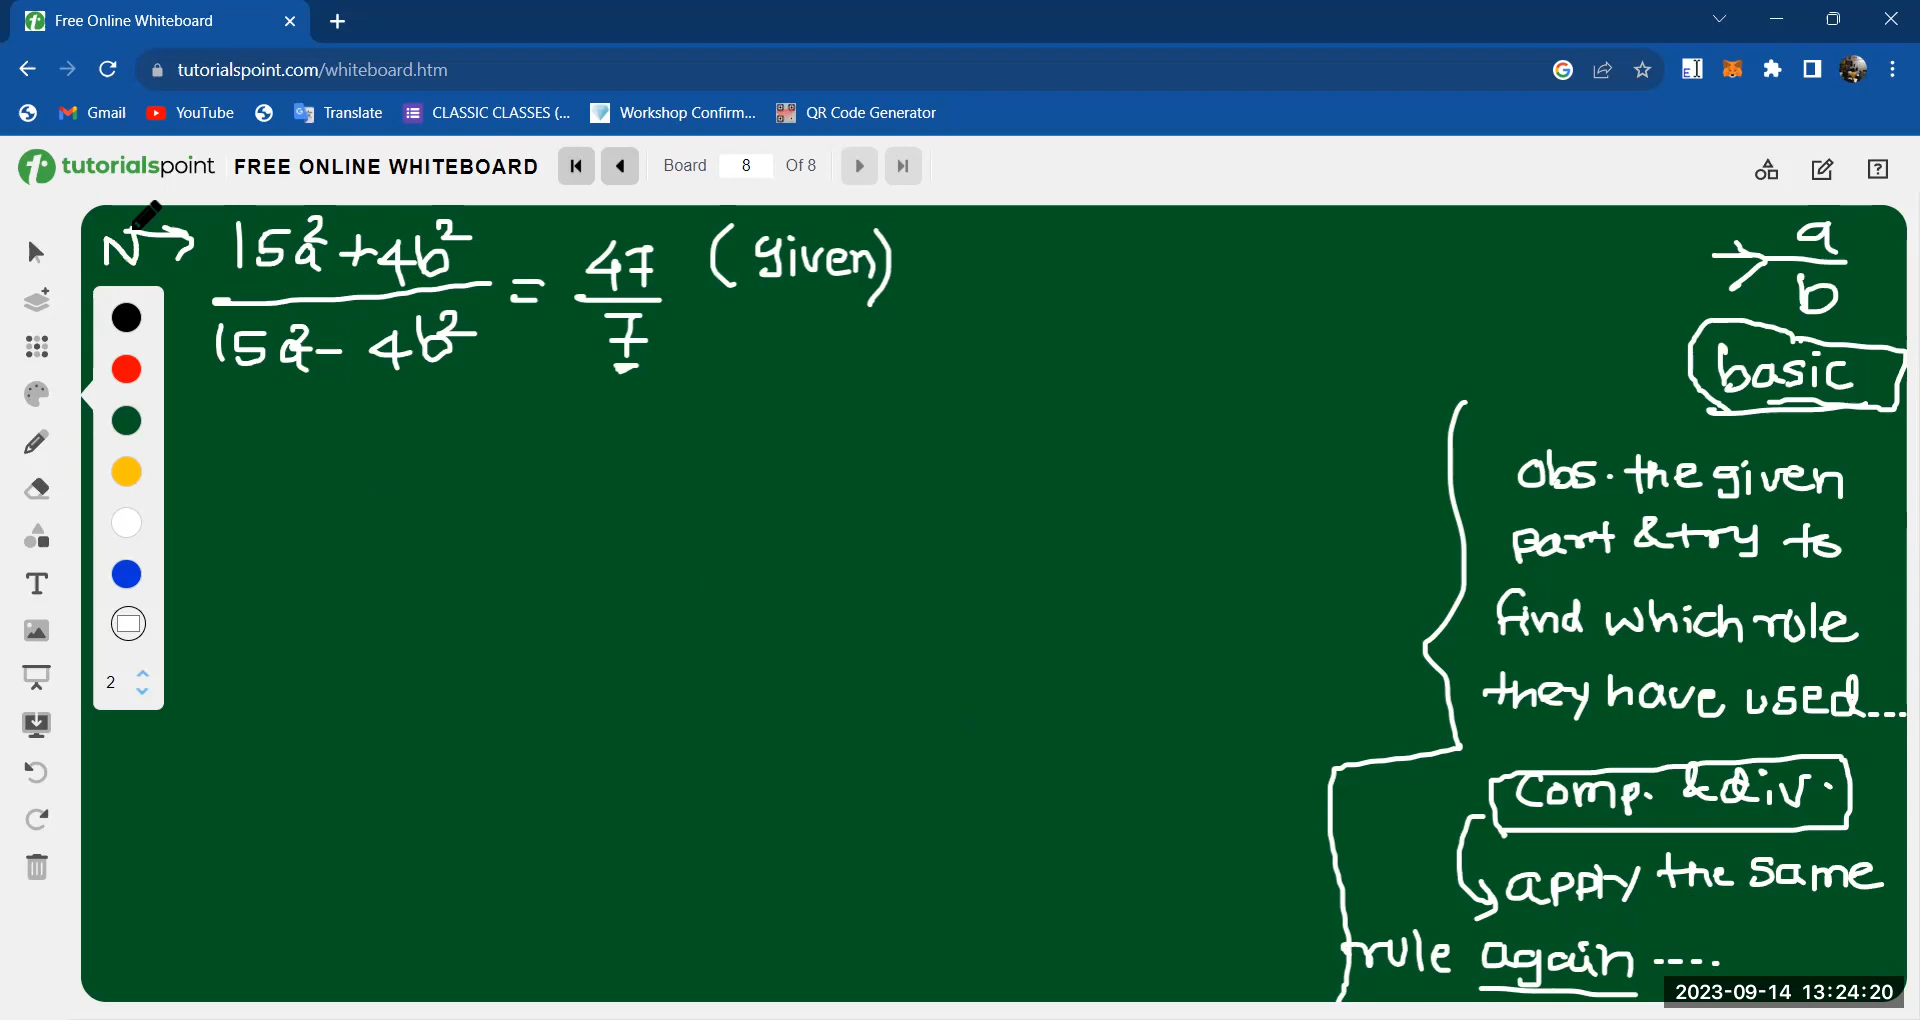 Free Online Whiteboard
tutorialspoint.com/whiteboard.htm
Gmail YouTube Translate CLASSIC CLASSES (... Workshop Confirm... QR Code Generator
tutorialspoint FREE ONLINE WHITEBOARD Board 8 Of 8
N → 15a²+4b² / 15a²- 4b² = 47 / 7 (given)
→ a / b
basic
obs. the given
part & try to
find which rule
they have used....
Comp. & div.
apply the same
rule again ----.
2
2023-09-14 13:24:20